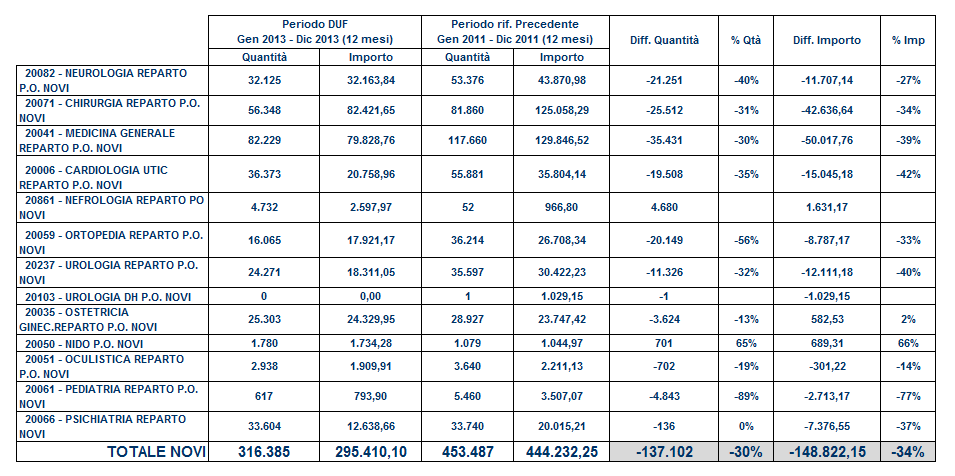 Periodo DUF Periodo rif. Precedente
Gen 2013 - Dic 2013 (12 mesi) Gen 2011 - Dic 2011 (12 mesi) Diff. Quantità % Qtà Diff. Importo % Imp
Quantità Importo Quantità Importo
20082 - NEUROLOGIA REPARTO
P.O. NOVI 32.125 32.163,84 53.376 43.870,98 -21.251 -40% -11.707,14 -27%
20071 - CHIRURGIA REPARTO P.O.
NOVI 56.348 82.421,65 81.860 125.058,29 -25.512 -31% -42.636,64 -34%
20041 - MEDICINA GENERALE
REPARTO P.O. NOVI 82.229 79.828,76 117.660 129.846,52 -35.431 -30% -50.017,76 -39%
20006 - CARDIOLOGIA UTIC
REPARTO P.O. NOVI 36.373 20.758,96 55.881 35.804,14 -19.508 -35% -15.045,18 -42%
20861 - NEFROLOGIA REPARTO PO
NOVI 4.732 2.597,97 52 966,80 4.680 1.631,17
20059 - ORTOPEDIA REPARTO P.O.
NOVI 16.065 17.921,17 36.214 26.708,34 -20.149 -56% -8.787,17 -33%
20237 - UROLOGIA REPARTO P.O.
NOVI 24.271 18.311,05 35.597 30.422,23 -11.326 -32% -12.111,18 -40%
20103 - UROLOGIA DH P.O. NOVI 0 0,00 1 1.029,15 -1 -1.029,15
20035 - OSTETRICIA
GINEC.REPARTO P.O. NOVI 25.303 24.329,95 28.927 23.747,42 -3.624 -13% 582,53 2%
20050 - NIDO P.O. NOVI 1.780 1.734,28 1.079 1.044,97 701 65% 689,31 66%
20051 - OCULISTICA REPARTO
P.O. NOVI 2.938 1.909,91 3.640 2.211,13 -702 -19% -301,22 -14%
20061 - PEDIATRIA REPARTO P.O.
NOVI 617 793,90 5.460 3.507,07 -4.843 -89% -2.713,17 -77%
20066 - PSICHIATRIA REPARTO
NOVI 33.604 12.638,66 33.740 20.015,21 -136 0% -7.376,55 -37%
TOTALE NOVI 316.385 295.410,10 453.487 444.232,25 -137.102 -30% -148.822,15 -34%